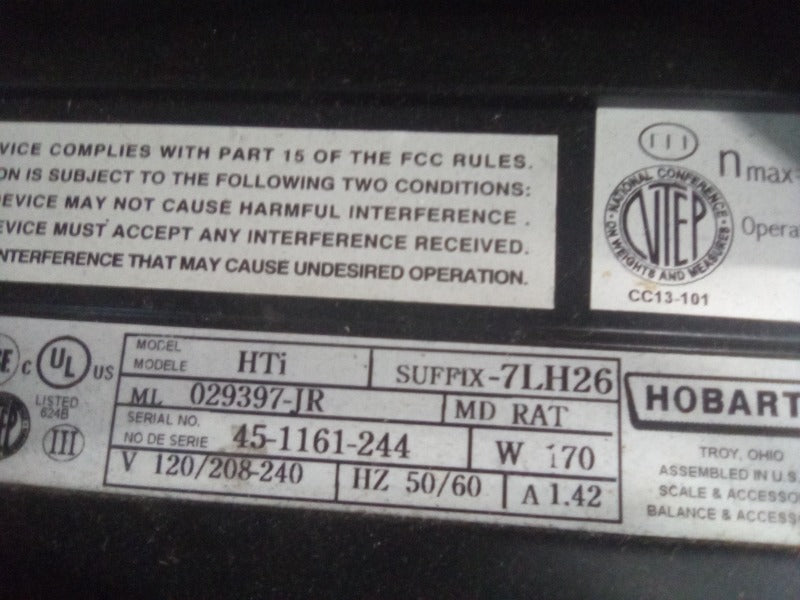 VICE COMPLIES WITH PART 15 OF THE FCC RULES.
ON IS SUBJECT TO THE FOLLOWING TWO CONDITIONS:
DEVICE MAY NOT CAUSE HARMFUL INTERFERENCE .
EVICE MUST ACCEPT ANY INTERFERENCE RECEIVED.
NTERFERENCE THAT MAY CAUSE UNDESIRED OPERATION.
III
nmax=
NATIONAL CONFERENCE
NTEP
ON WEIGHTS AND MEASURES
Opera
CC13-101
C UL US
LISTED
624B
III
MODEL
MODELE HTi SUFFIX-7LH26
ML 029397-JR MD RAT
SERIAL NO.
NO DE SERIE 45-1161-244 W 170
V 120/208-240 HZ 50/60 A 1.42
HOBART
TROY, OHIO
ASSEMBLED IN U.S.
SCALE & ACCESSO
BALANCE & ACCESS